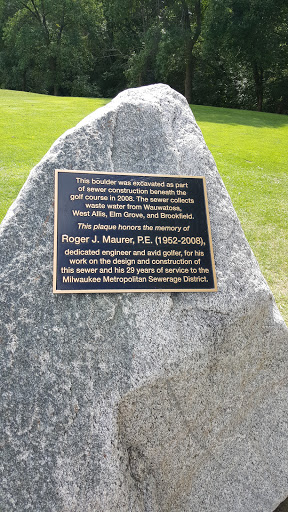 This boulder was excavated as part
of sewer construction beneath the
golf course in 2008. The sewer collects
waste water from Wauwatosa,
West Allis, Elm Grove, and Brookfield.
This plaque honors the memory of
Roger J. Maurer, P.E. (1952-2008),
dedicated engineer and avid golfer, for his
work on the design and construction of
this sewer and his 29 years of service to the
Milwaukee Metropolitan Sewerage District.